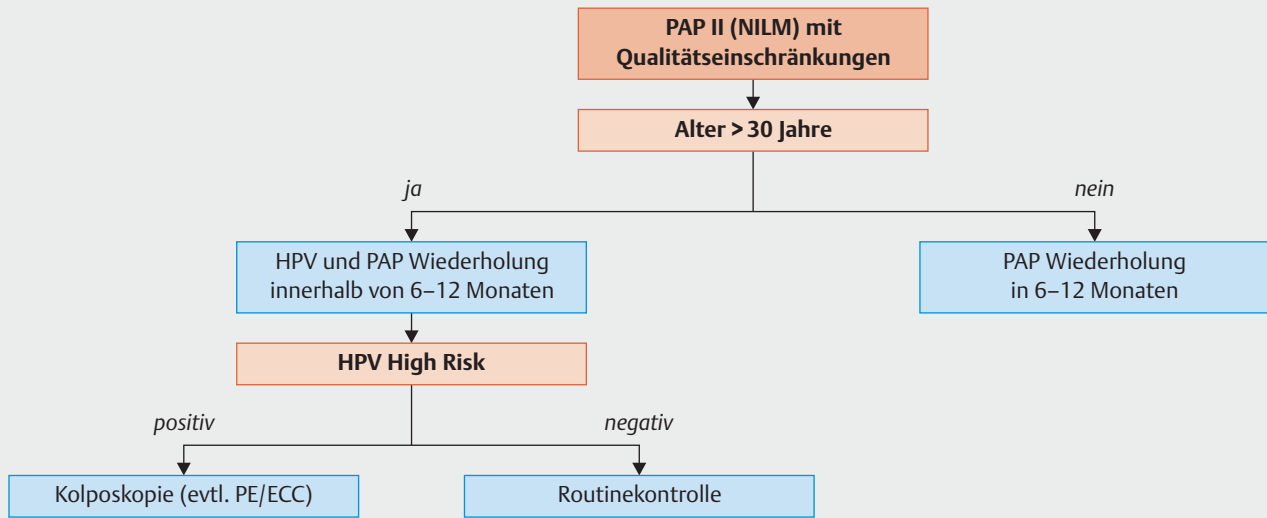 PAP II (NILM) mit
Qualitätseinschränkungen
Alter > 30 Jahre
ja
nein
HPV und PAP Wiederholung
innerhalb von 6–12 Monaten
PAP Wiederholung
in 6–12 Monaten
HPV High Risk
positiv
negativ
Kolposkopie (evtl. PE/ECC)
Routinekontrolle